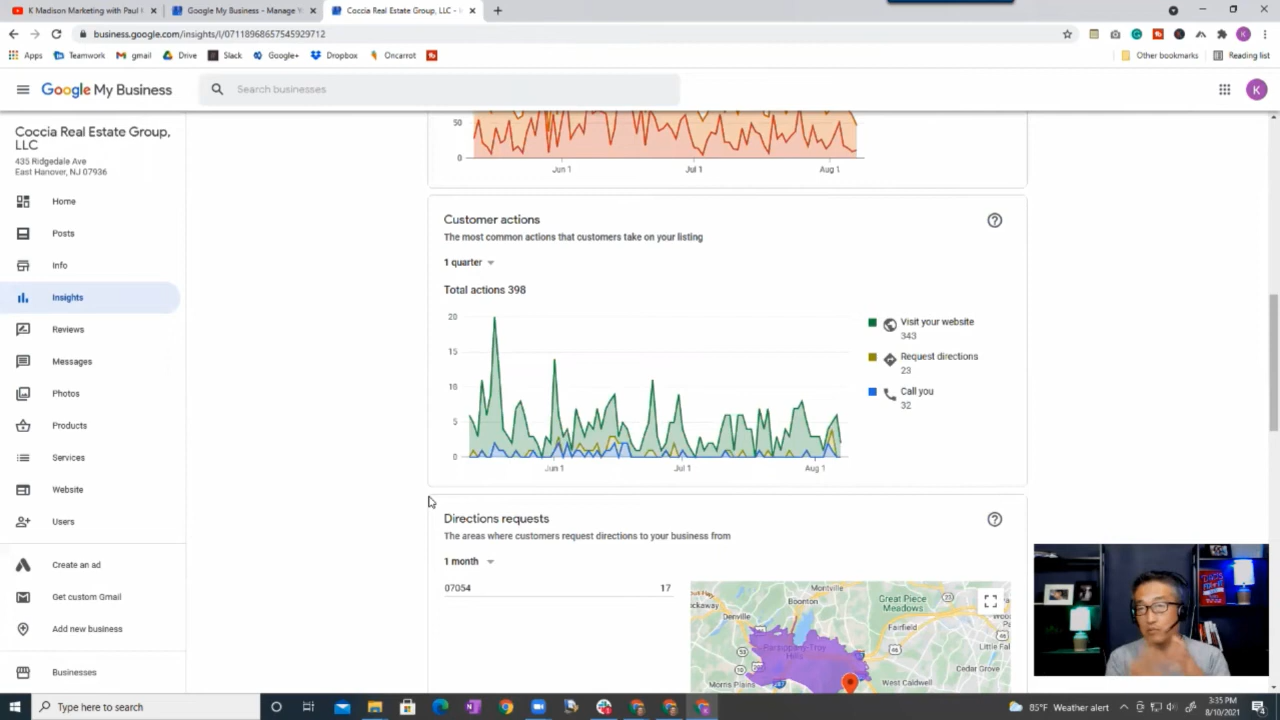 K Madison Marketing with Paul
Google My Business - Manage Y
Coccia Real Estate Group, LLC -
business.google.com/insights/l/07118968657545929712
Apps
Teamwork
gmail
Drive
Slack
Google+
Dropbox
Oncarrot
Other bookmarks
Reading list
Google My Business
Search businesses
K
Coccia Real Estate Group,
LLC
435 Ridgedale Ave
East Hanover, NJ 07936
Home
Posts
Info
Insights
Reviews
Messages
Photos
Products
Services
Website
Users
Create an ad
Get custom Gmail
Add new business
Businesses
50
0
Jun 1
Jul 1
Aug 1
Customer actions
The most common actions that customers take on your listing
1 quarter
Total actions 398
20
15
10
5
0
Jun 1
Jul 1
Aug 1
Visit your website
343
Request directions
23
Call you
32
Directions requests
The areas where customers request directions to your business from
1 month
07054
17
Montville
ockaway
Boonton
Great Piece
Meadows
Denville
Fairfield
Parsippany-Troy
Hills
Little Fal
Cedar Grove
Morris Plains
West Caldwell
Type here to search
85°F Weather alert
3:35 PM
8/10/2021